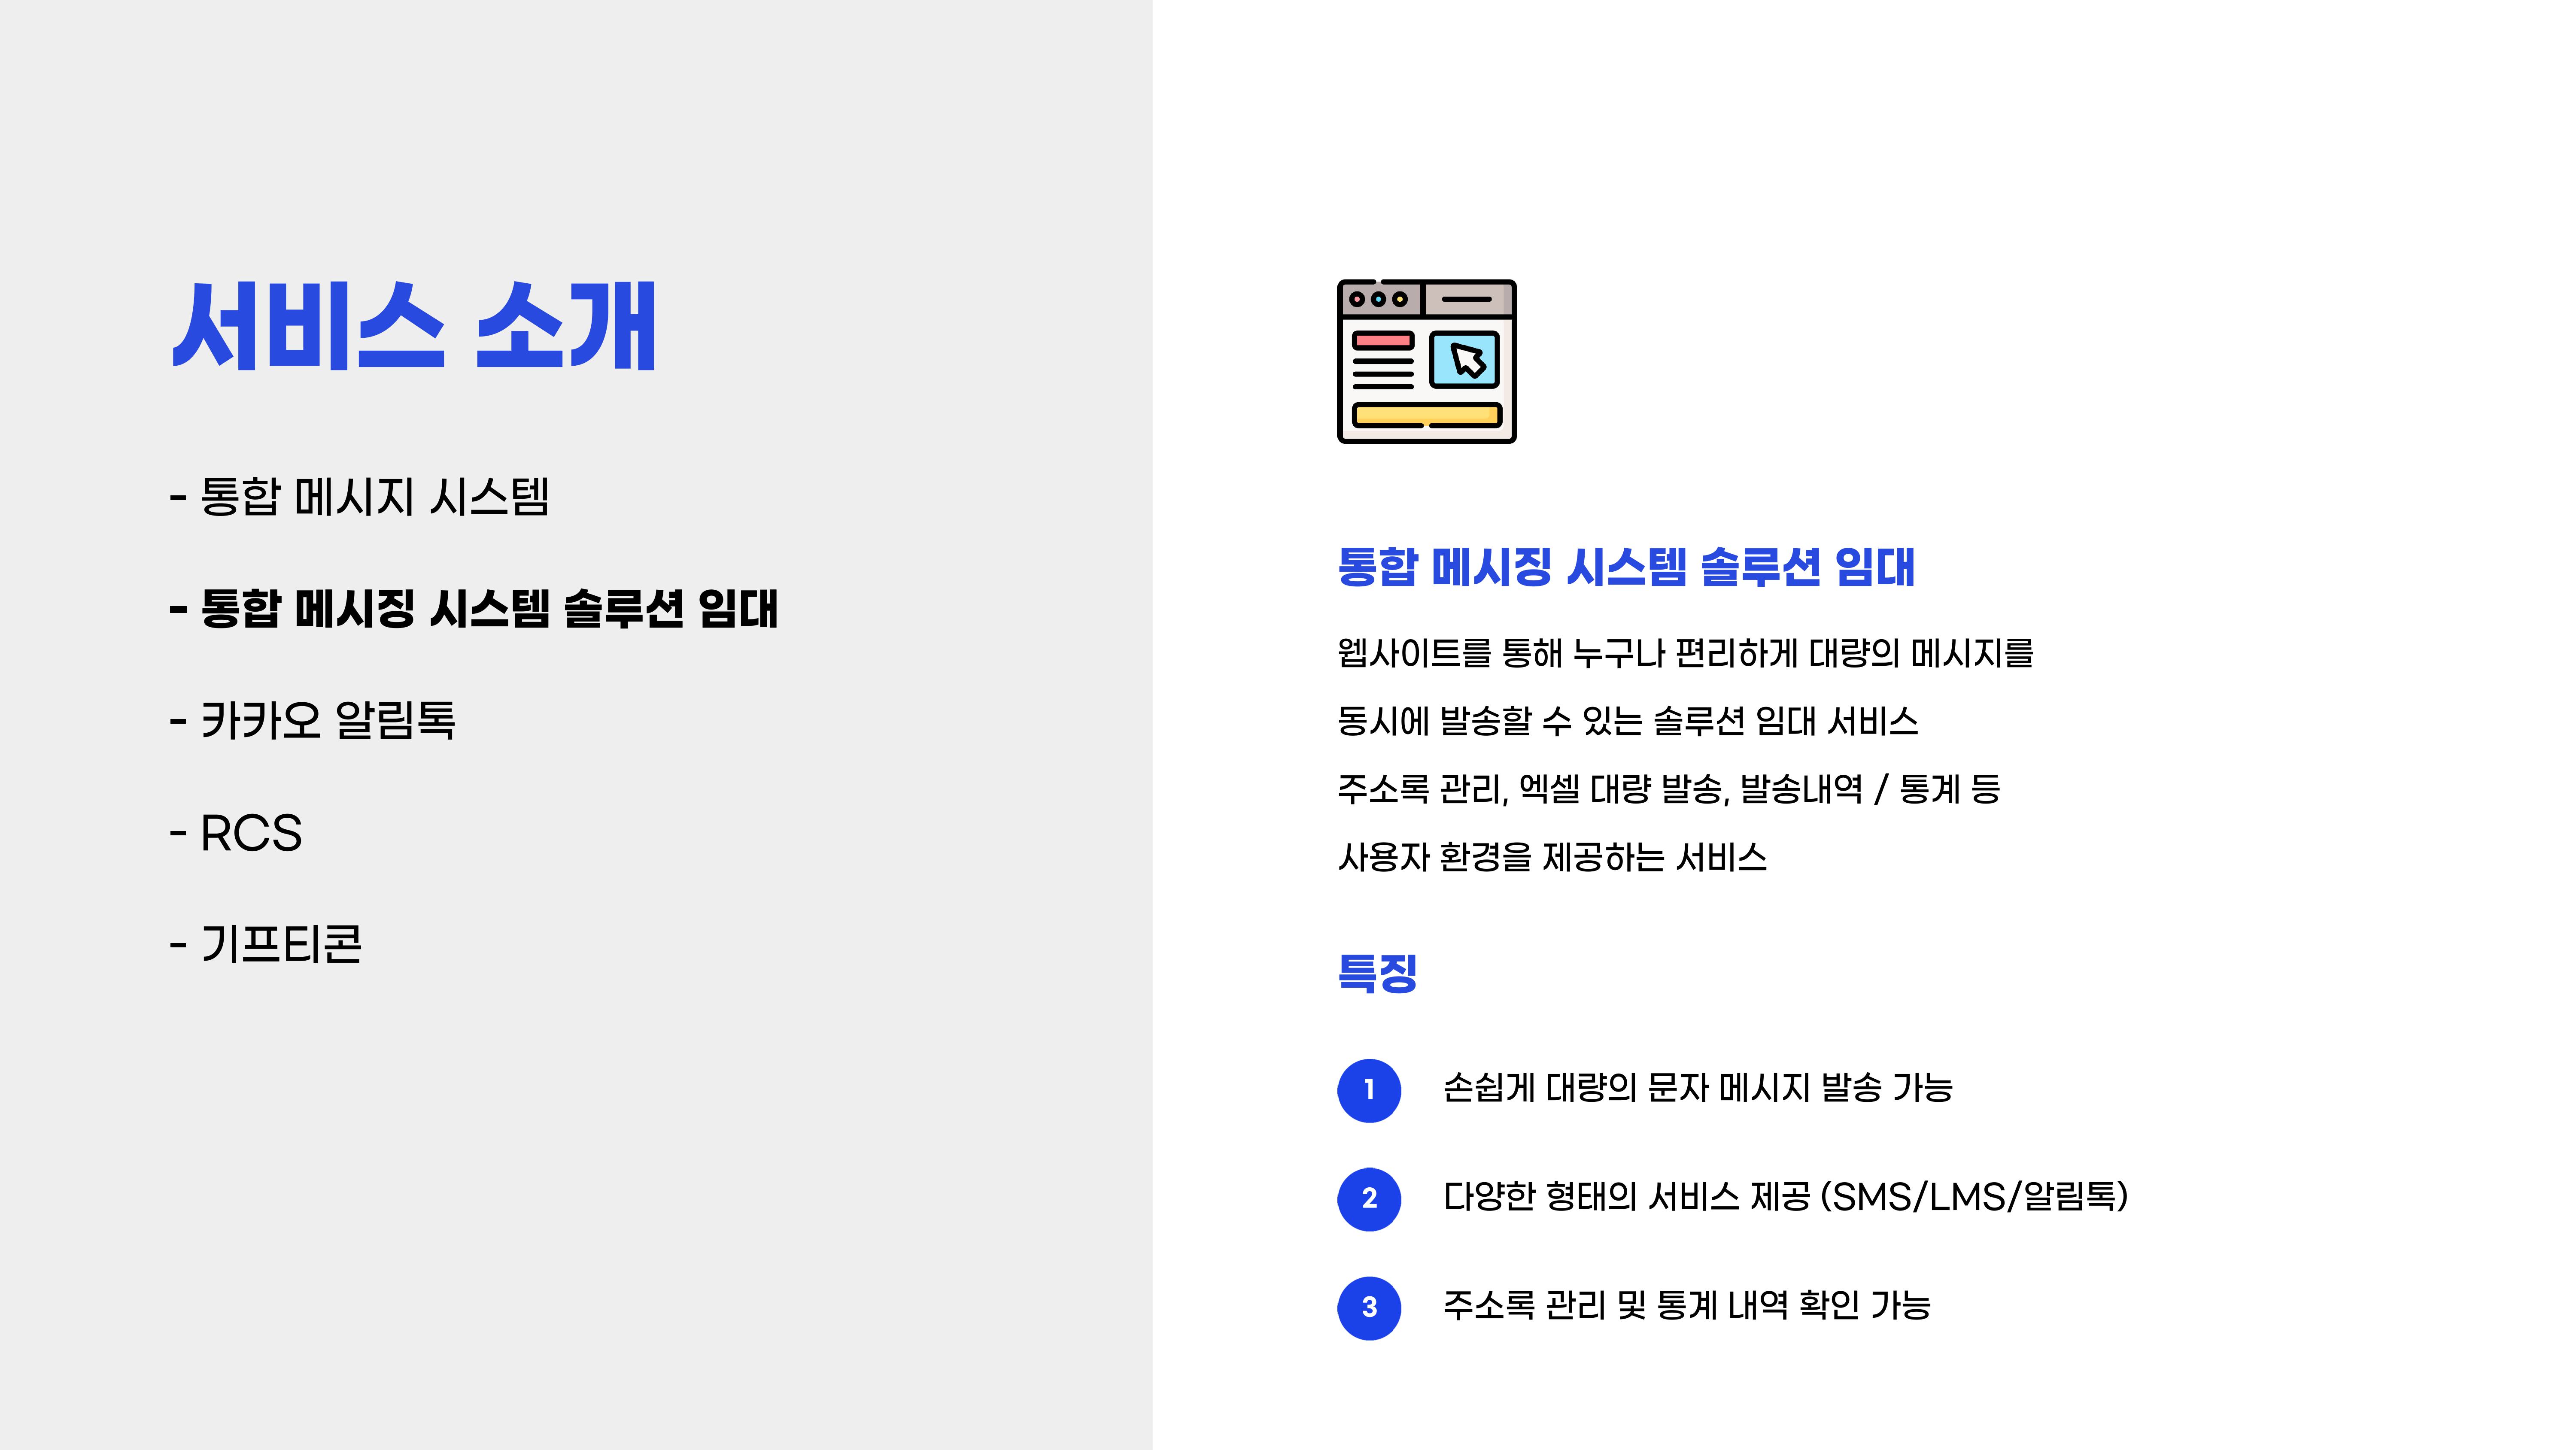 서비스 소개
- 통합 메시지 시스템
- 통합 메시징 시스템 솔루션 임대
- 카카오 알림톡
- RCS
- 기프티콘
통합 메시징 시스템 솔루션 임대
웹사이트를 통해 누구나 편리하게 대량의 메시지를
동시에 발송할 수 있는 솔루션 임대 서비스
주소록 관리, 엑셀 대량 발송, 발송내역 / 통계 등
사용자 환경을 제공하는 서비스
특징
1 손쉽게 대량의 문자 메시지 발송 가능
2 다양한 형태의 서비스 제공 (SMS/LMS/알림톡)
3 주소록 관리 및 통계 내역 확인 가능